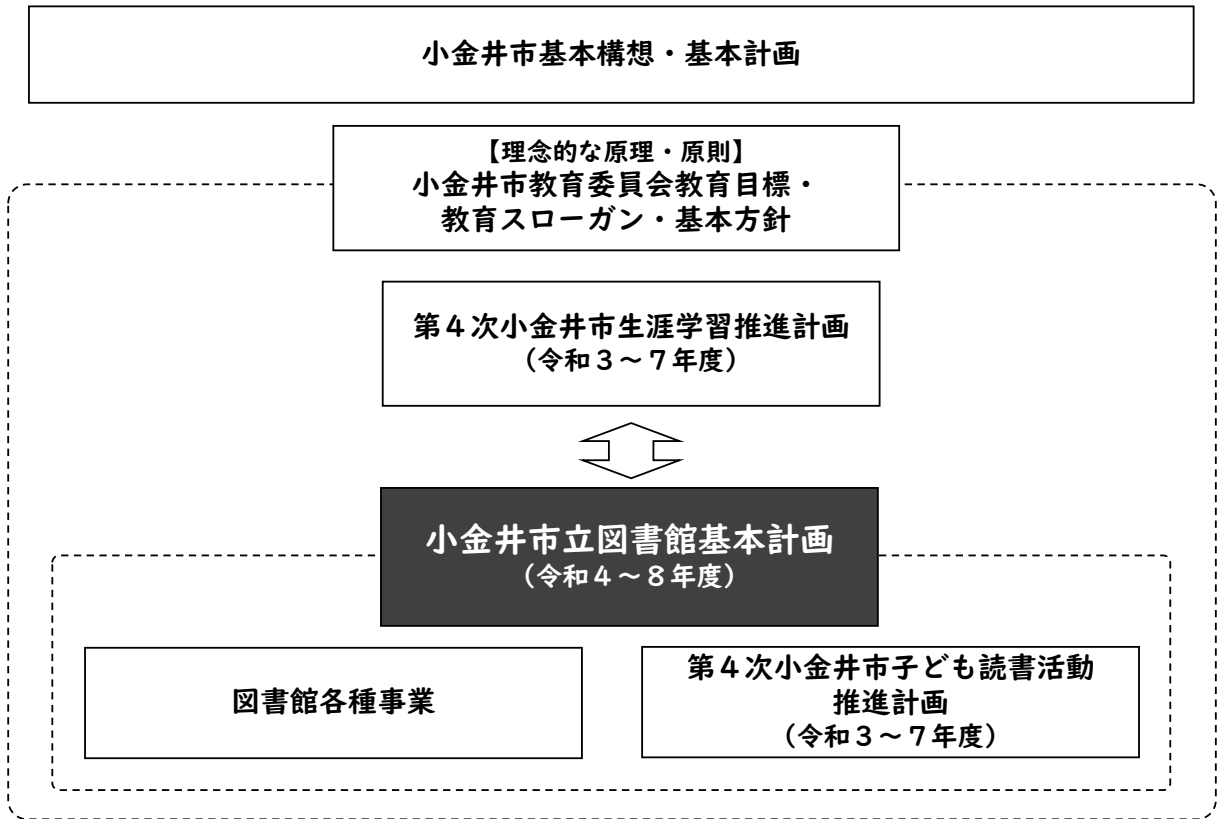 小金井市基本構想・基本計画
【理念的な原理・原則】
小金井市教育委員会教育目標・
教育スローガン・基本方針
第４次小金井市生涯学習推進計画
（令和３～７年度）
小金井市立図書館基本計画
（令和４～８年度）
図書館各種事業
第４次小金井市子ども読書活動
推進計画
（令和３～７年度）